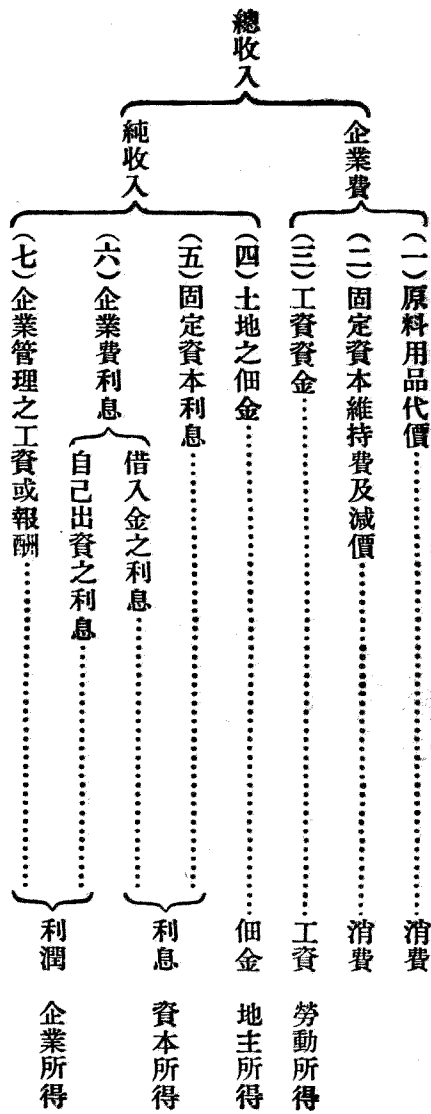 總收入
企業費
(一)原料用品代價………消費
(二)固定資本維持費及減價………消費
(三)工資資金………工資 勞動所得
純收入
(四)土地之佃金………佃金 地主所得
(五)固定資本利息………
(六)企業費利息
借入金之利息………
利息 資本所得
自己出資之利息………
(七)企業管理之工資或報酬………
利潤 企業所得